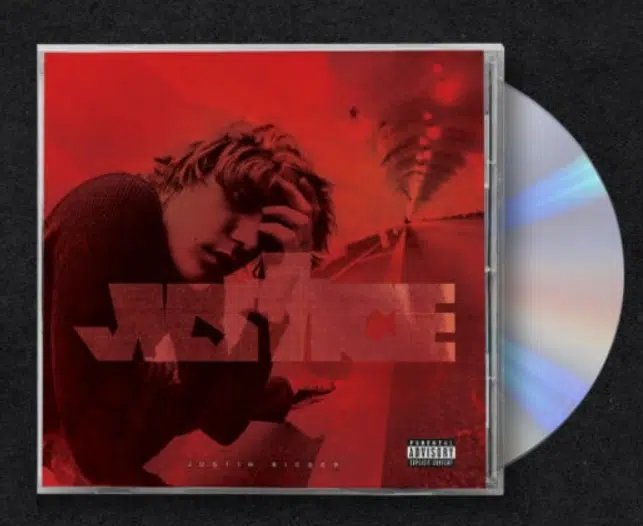 JUSTICE
JUSTIN BIEBER
PARENTAL
ADVISORY
EXPLICIT CONTENT